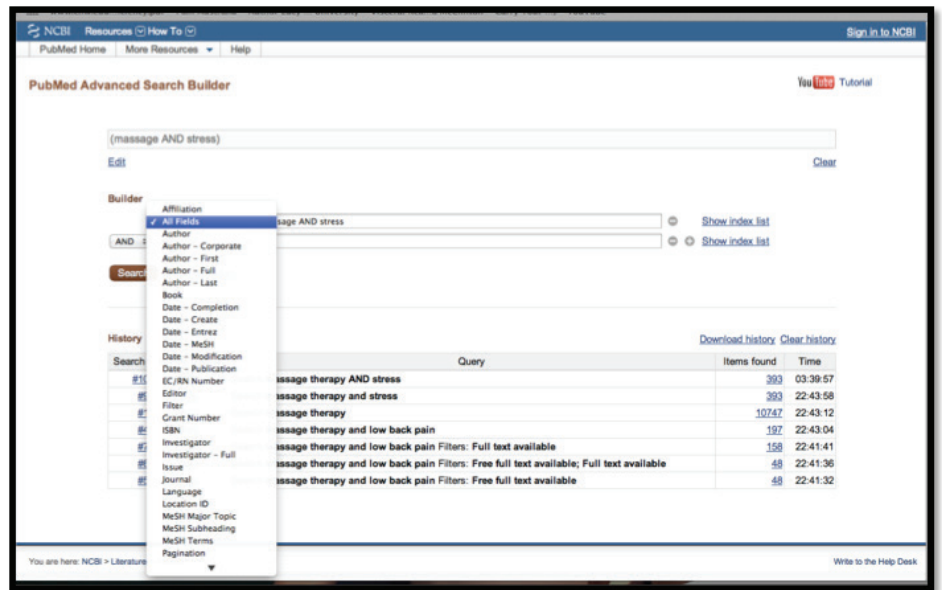 NCBI Resources How To Sign in to NCBI
PubMed Home More Resources Help
PubMed Advanced Search Builder
You Tube Tutorial
(massage AND stress)
Edit Clear
Builder
Affiliation
✓ All Fields sage AND stress Show index list
Author
AND Show index list
Author - Corporate
Author - First
Author - Full
Search
Author - Last
Book
Date - Completion
Date - Create
Date - Entrez
History Download history Clear history
Date - MeSH
Date - Modification
Search Query Items found Time
Date - Publication
EC/RN Number
#10 assage therapy AND stress 393 03:39:57
Editor
assage therapy and stress 393 22:43:58
Filter
Grant Number
assage therapy 10747 22:43:12
ISBN
assage therapy and low back pain 197 22:43:04
Investigator
assage therapy and low back pain Filters: Full text available 158 22:41:41
Investigator - Full
Issue
assage therapy and low back pain Filters: Free full text available; Full text available 48 22:41:36
Journal
assage therapy and low back pain Filters: Free full text available 48 22:41:32
Language
Location ID
MeSH Major Topic
MeSH Subheading
MeSH Terms
Pagination
You are here: NCBI > Literature Write to the Help Desk